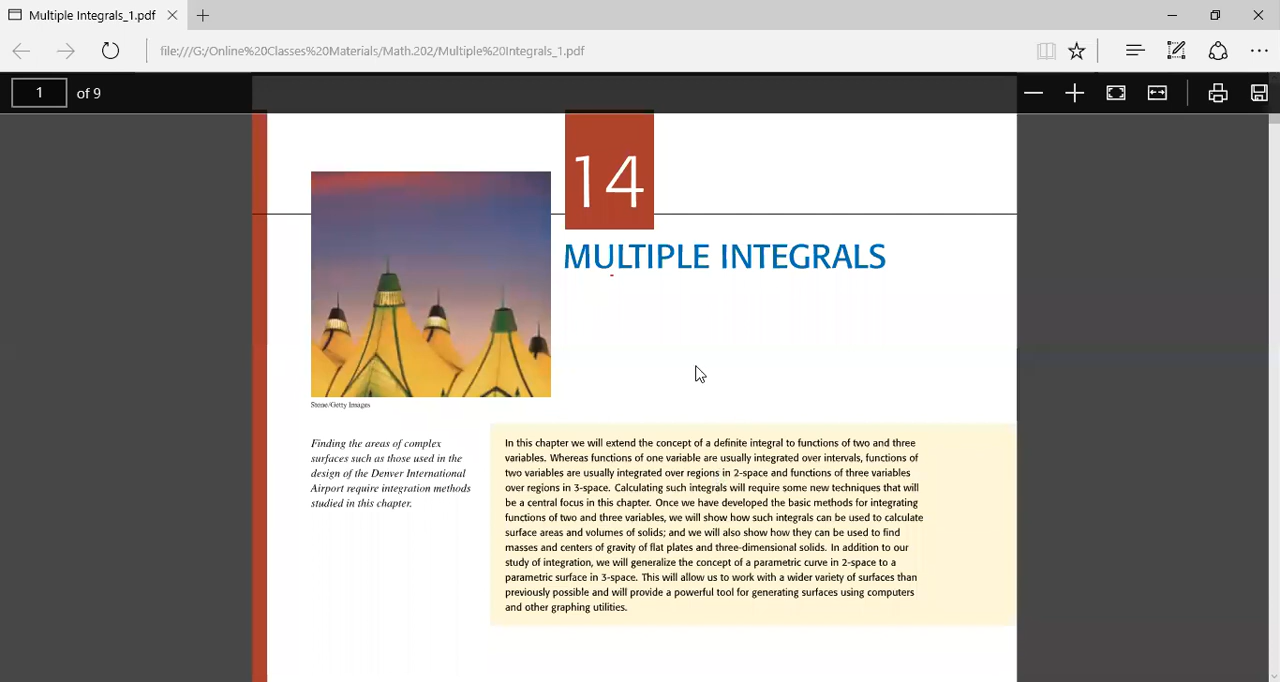 Multiple Integrals_1.pdf
file:///G:/Online%20Classes%20Materials/Math.202/Multiple%20Integrals_1.pdf
1 of 9
14
MULTIPLE INTEGRALS
Stone/Getty Images
Finding the areas of complex
surfaces such as those used in the
design of the Denver International
Airport require integration methods
studied in this chapter.
In this chapter we will extend the concept of a definite integral to functions of two and three
variables. Whereas functions of one variable are usually integrated over intervals, functions of
two variables are usually integrated over regions in 2-space and functions of three variables
over regions in 3-space. Calculating such integrals will require some new techniques that will
be a central focus in this chapter. Once we have developed the basic methods for integrating
functions of two and three variables, we will show how such integrals can be used to calculate
surface areas and volumes of solids; and we will also show how they can be used to find
masses and centers of gravity of flat plates and three-dimensional solids. In addition to our
study of integration, we will generalize the concept of a parametric curve in 2-space to a
parametric surface in 3-space. This will allow us to work with a wider variety of surfaces than
previously possible and will provide a powerful tool for generating surfaces using computers
and other graphing utilities.